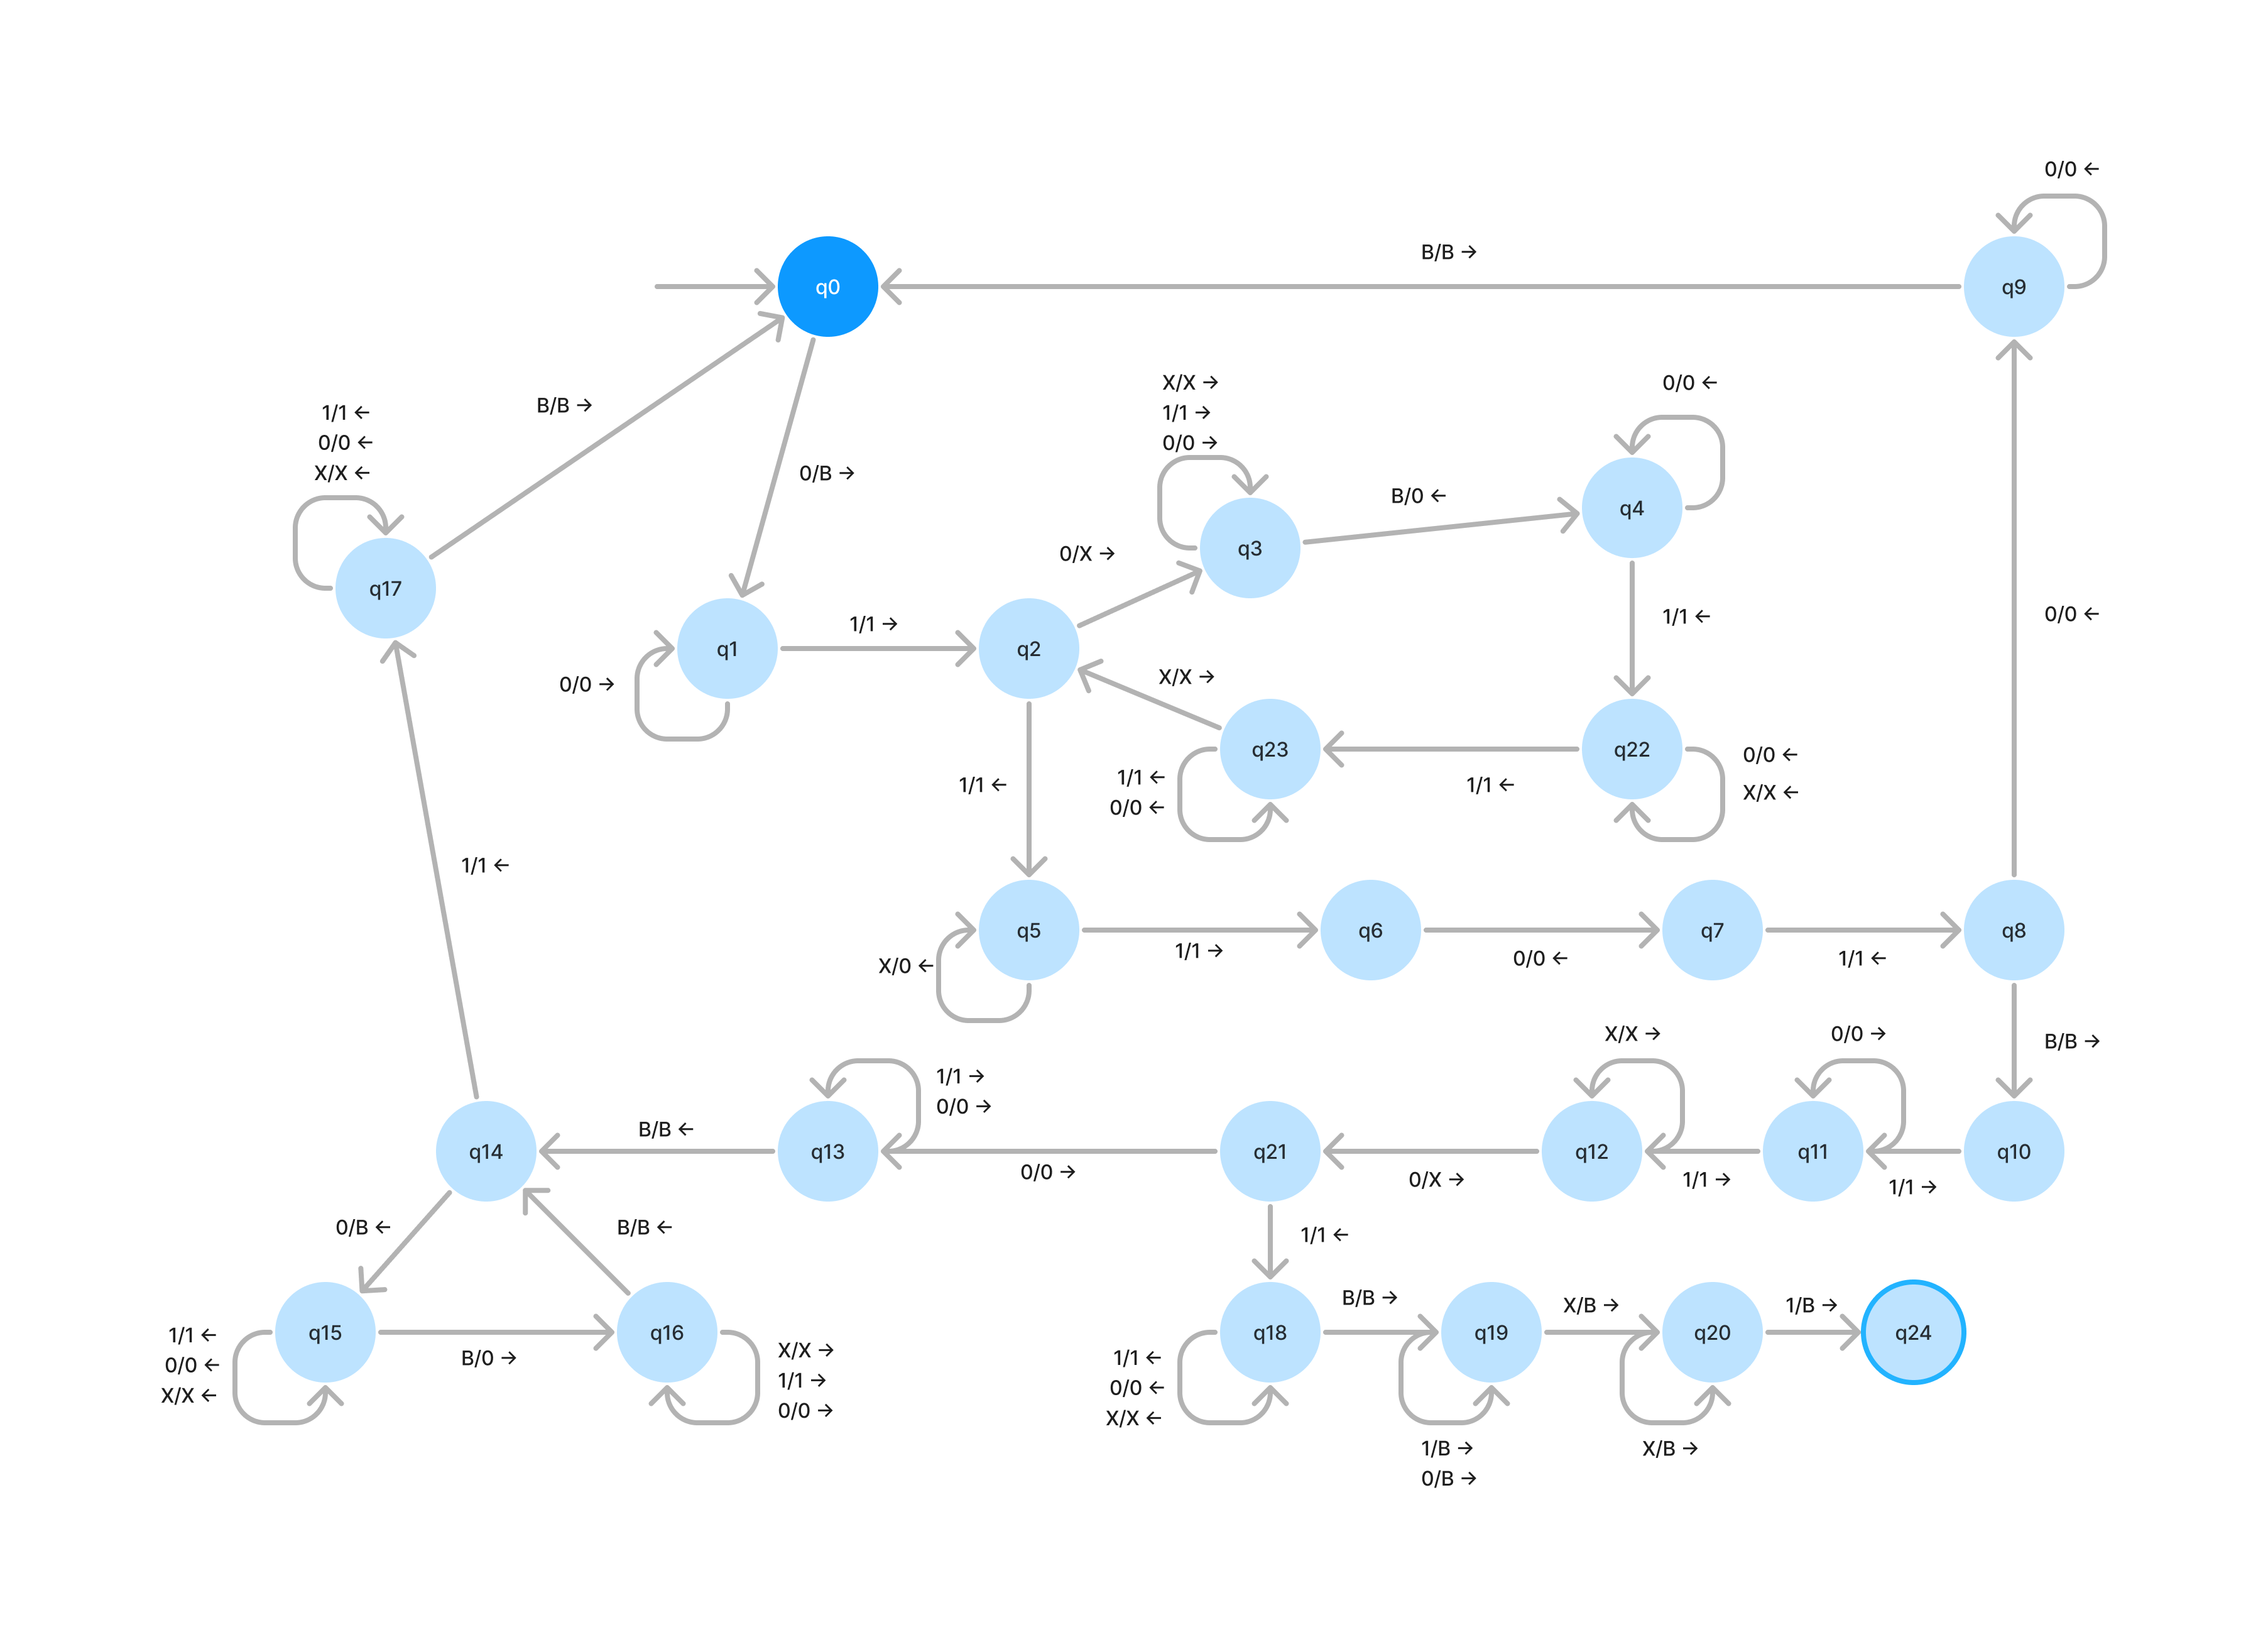 0/0 ←
B/B →
q0
q9
X/X →
1/1 →
0/0 →
0/0 ←
1/1 ←
0/0 ←
X/X ←
B/B →
0/B →
B/0 ←
q4
q3
0/X →
q17
1/1 →
1/1 ←
0/0 ←
q1
q2
X/X →
0/0 →
q23
q22
1/1 ←
1/1 ←
0/0 ←
1/1 ←
0/0 ←
X/X ←
1/1 ←
q5
q6
q7
q8
X/0 ←
1/1 →
0/0 ←
1/1 ←
X/X →
0/0 →
B/B →
1/1 →
0/0 →
B/B ←
q14
q13
q21
q12
q11
q10
0/0 →
0/X →
1/1 →
1/1 →
0/B ←
B/B ←
1/1 ←
B/B →
X/B →
1/B →
q15
q16
q18
q19
q20
q24
1/1 ←
0/0 ←
X/X ←
B/0 →
X/X →
1/1 →
0/0 →
1/1 ←
0/0 ←
X/X ←
1/B →
0/B →
X/B →